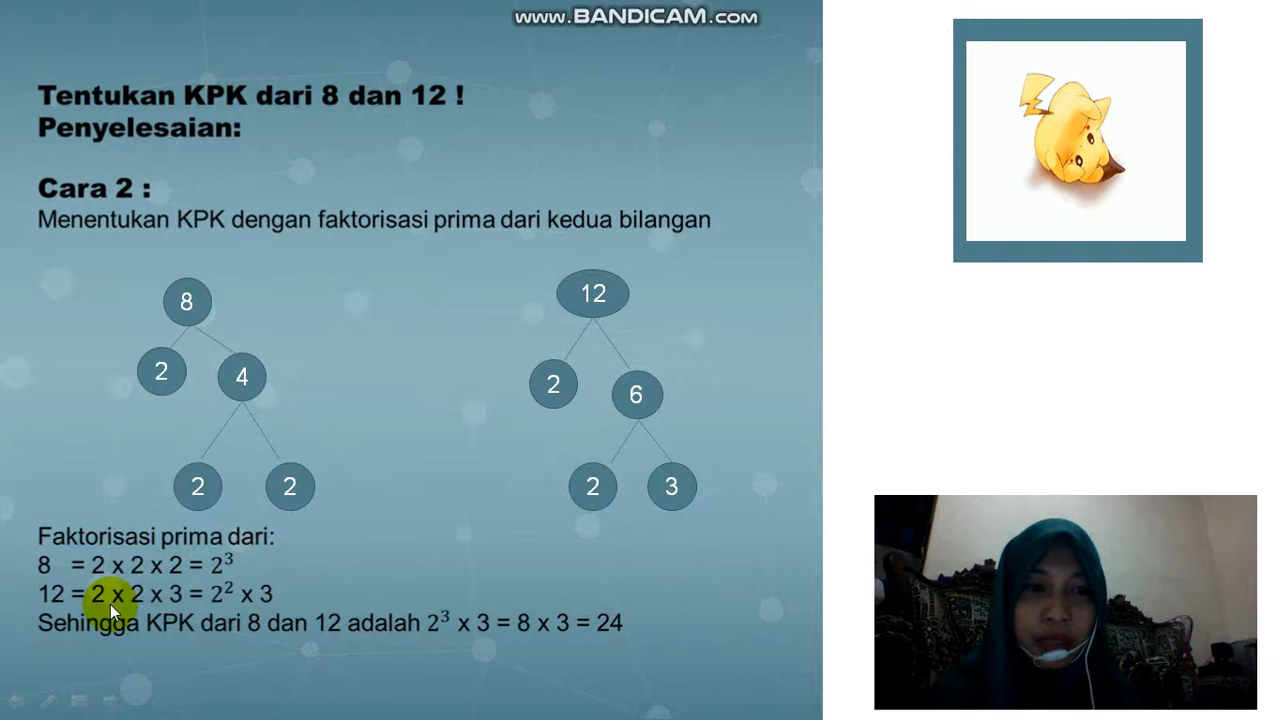 www.BANDICAM.com
Tentukan KPK dari 8 dan 12 !
Penyelesaian:
Cara 2 :
Menentukan KPK dengan faktorisasi prima dari kedua bilangan
8
12
2
4
2
6
2
2
2
3
Faktorisasi prima dari:
8 = 2 x 2 x 2 = 2³
12 = 2 x 2 x 3 = 2² x 3
Sehingga KPK dari 8 dan 12 adalah 2³ x 3 = 8 x 3 = 24